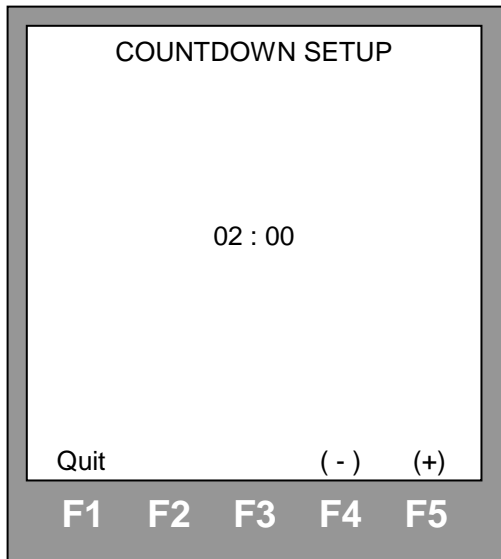 COUNTDOWN SETUP
02 : 00
Quit ( - ) (+)
F1 F2 F3 F4 F5